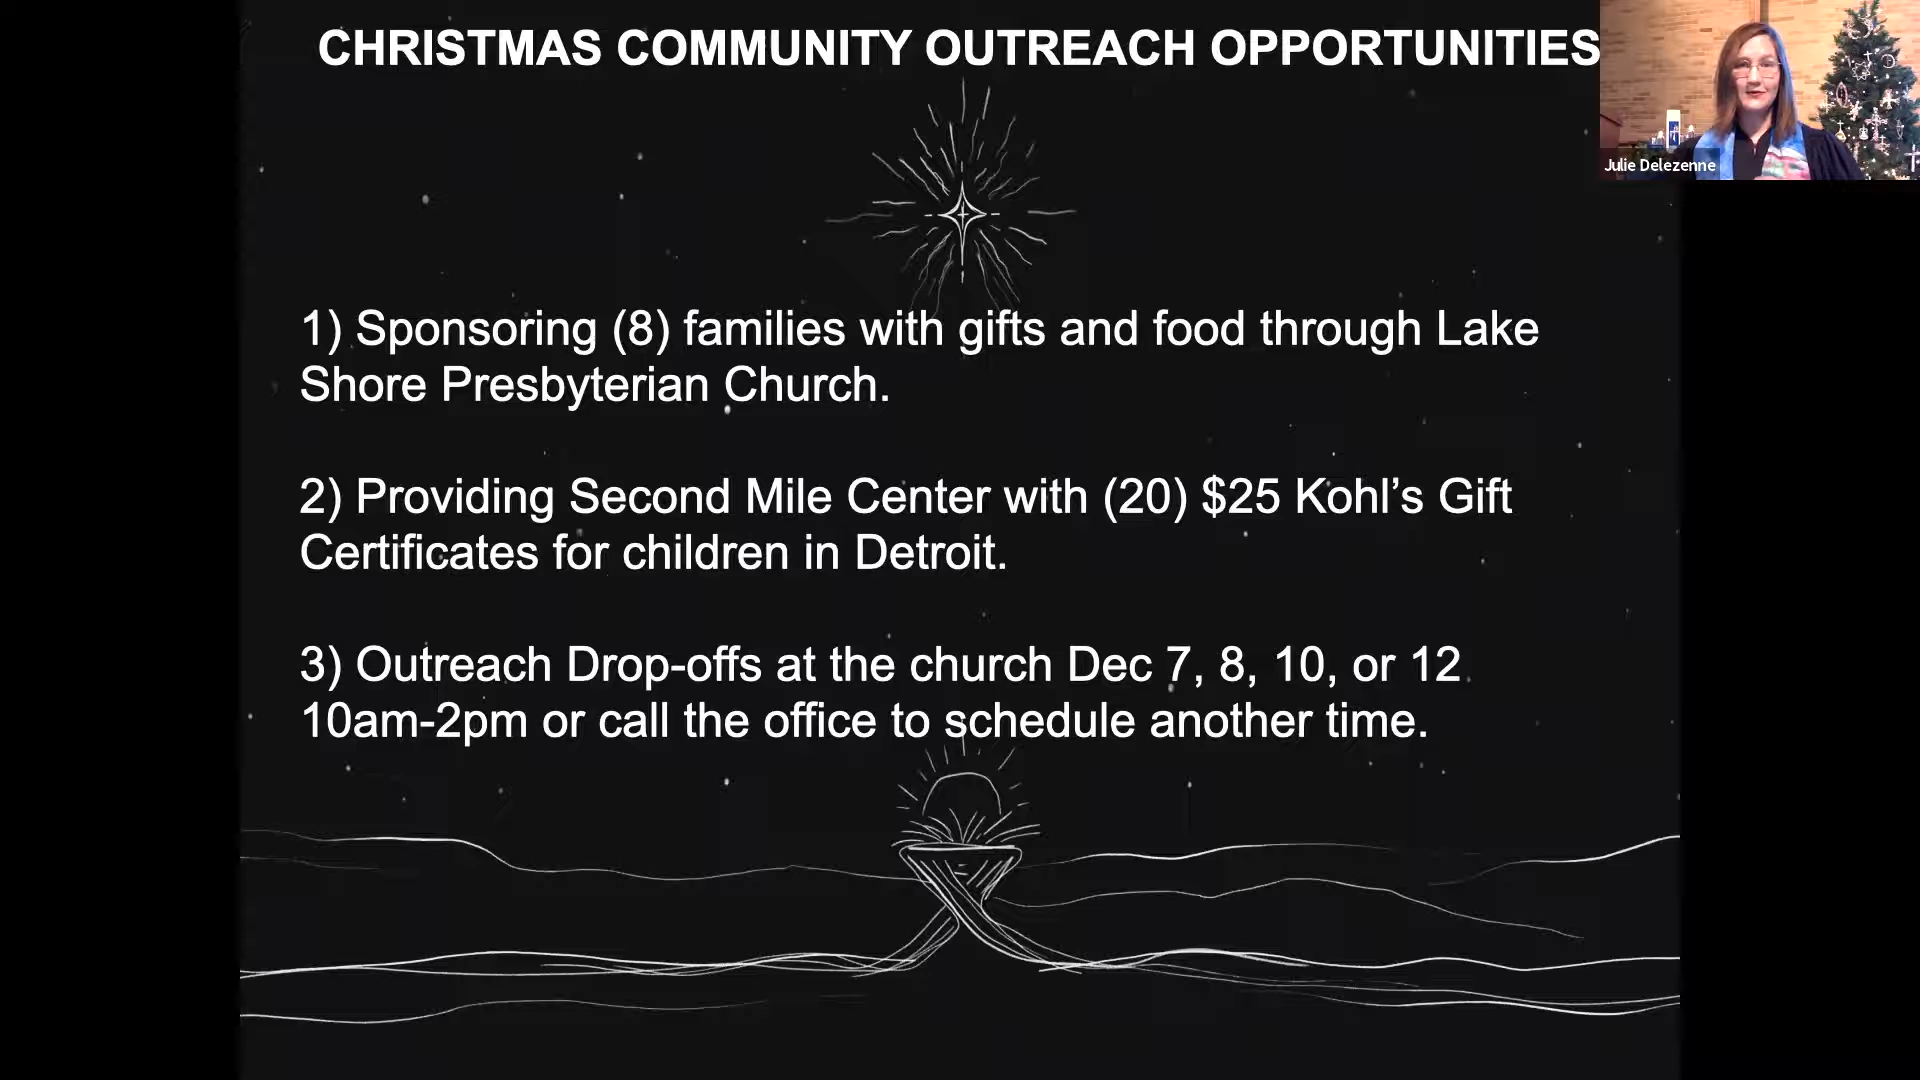 CHRISTMAS COMMUNITY OUTREACH OPPORTUNITIES
Julie Delezenne
1) Sponsoring (8) families with gifts and food through Lake
Shore Presbyterian Church.
2) Providing Second Mile Center with (20) $25 Kohl’s Gift
Certificates for children in Detroit.
3) Outreach Drop-offs at the church Dec 7, 8, 10, or 12
10am-2pm or call the office to schedule another time.